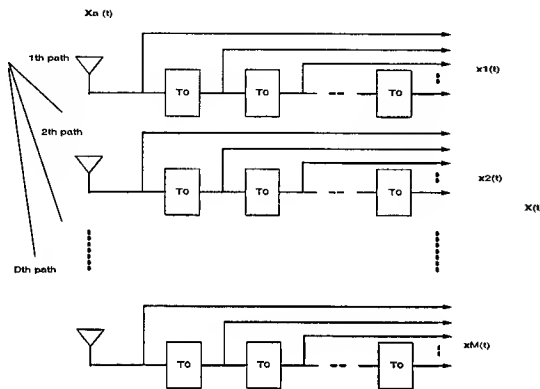 Xa (t)
1th path
x1(t)
TO TO TO
2th path
x2(t)
TO TO TO
X(t
Dth path
xM(t)
TO TO TO